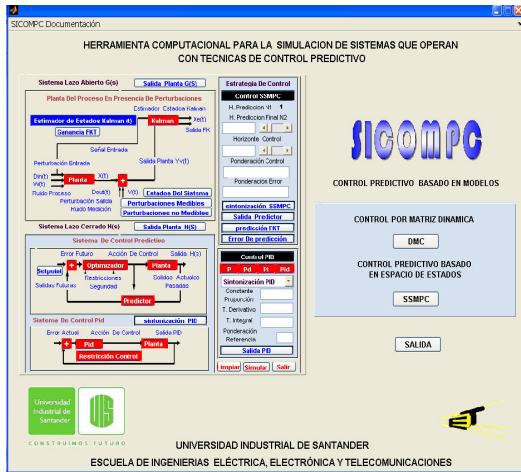 SICOMPC Documentación
HERRAMIENTA COMPUTACIONAL PARA LA SIMULACION DE SISTEMAS QUE OPERAN
CON TECNICAS DE CONTROL PREDICTIVO
Sistema Lazo Abierto G(s)
Salida Planta G(S)
Planta Del Proceso En Presencia De Perturbaciones
Estimador Estados Kalman
Estimador de Estados Kalman 4)
Kalman
Xe(t)
Ganancia FKT
Salida FK
Señal Entrada
Perturbación Entrada
Salida Planta Yv(t)
Din(t)
X(t)
W(t)
Planta
+
Ruido Proceso
Dout(t)
V(t)
Estados Del Siatsma
Perturbación Salida
Perturbaciones Medibles
Ruido Medición
Perturbaciones no Medibles
Sistema Lazo Cerrado H(s)
Salida Planta H(S)
Sistema De Control Predictivo
Error Futuro
Acción De Control
Salida H(s)
Setpoint
+
Optimizador
Planta
Restricciones
Seguridad
Salidas Futuras
Pasadas
Predictor
Sistema De Control Pid
sintonización PID
Error Actual
Acción De Control
Salida PID
+
Pid
Planta
Restricción Control
Estrategia De Control
Control SSMPC
H. Prediccion N1 1
H. Prediccion Final N2
Horizonte Control
Ponderación Control
Ponderación Error
sintonización SSMPC
Salida Predictor
predicción FKT
Error De predicción
Control PID
P Pd Pi Pid
Sintonización PID
Constante
Proporción
T. Derivativo
T. Integral
Ponderación
Referencia
Salida PID
limpiar
Simular
Salir
SICOMPC
CONTROL PREDICTIVO BASADO EN MODELOS
CONTROL POR MATRIZ DINAMICA
DMC
CONTROL PREDICTIVO BASADO
EN ESPACIO DE ESTADOS
SSMPC
SALIDA
Universidad
Industrial de
Santander
UIS
CONSTRUIMOS FUTURO
UNIVERSIDAD INDUSTRIAL DE SANTANDER
ESCUELA DE INGENIERIAS ELÉCTRICA, ELECTRÓNICA Y TELECOMUNICACIONES